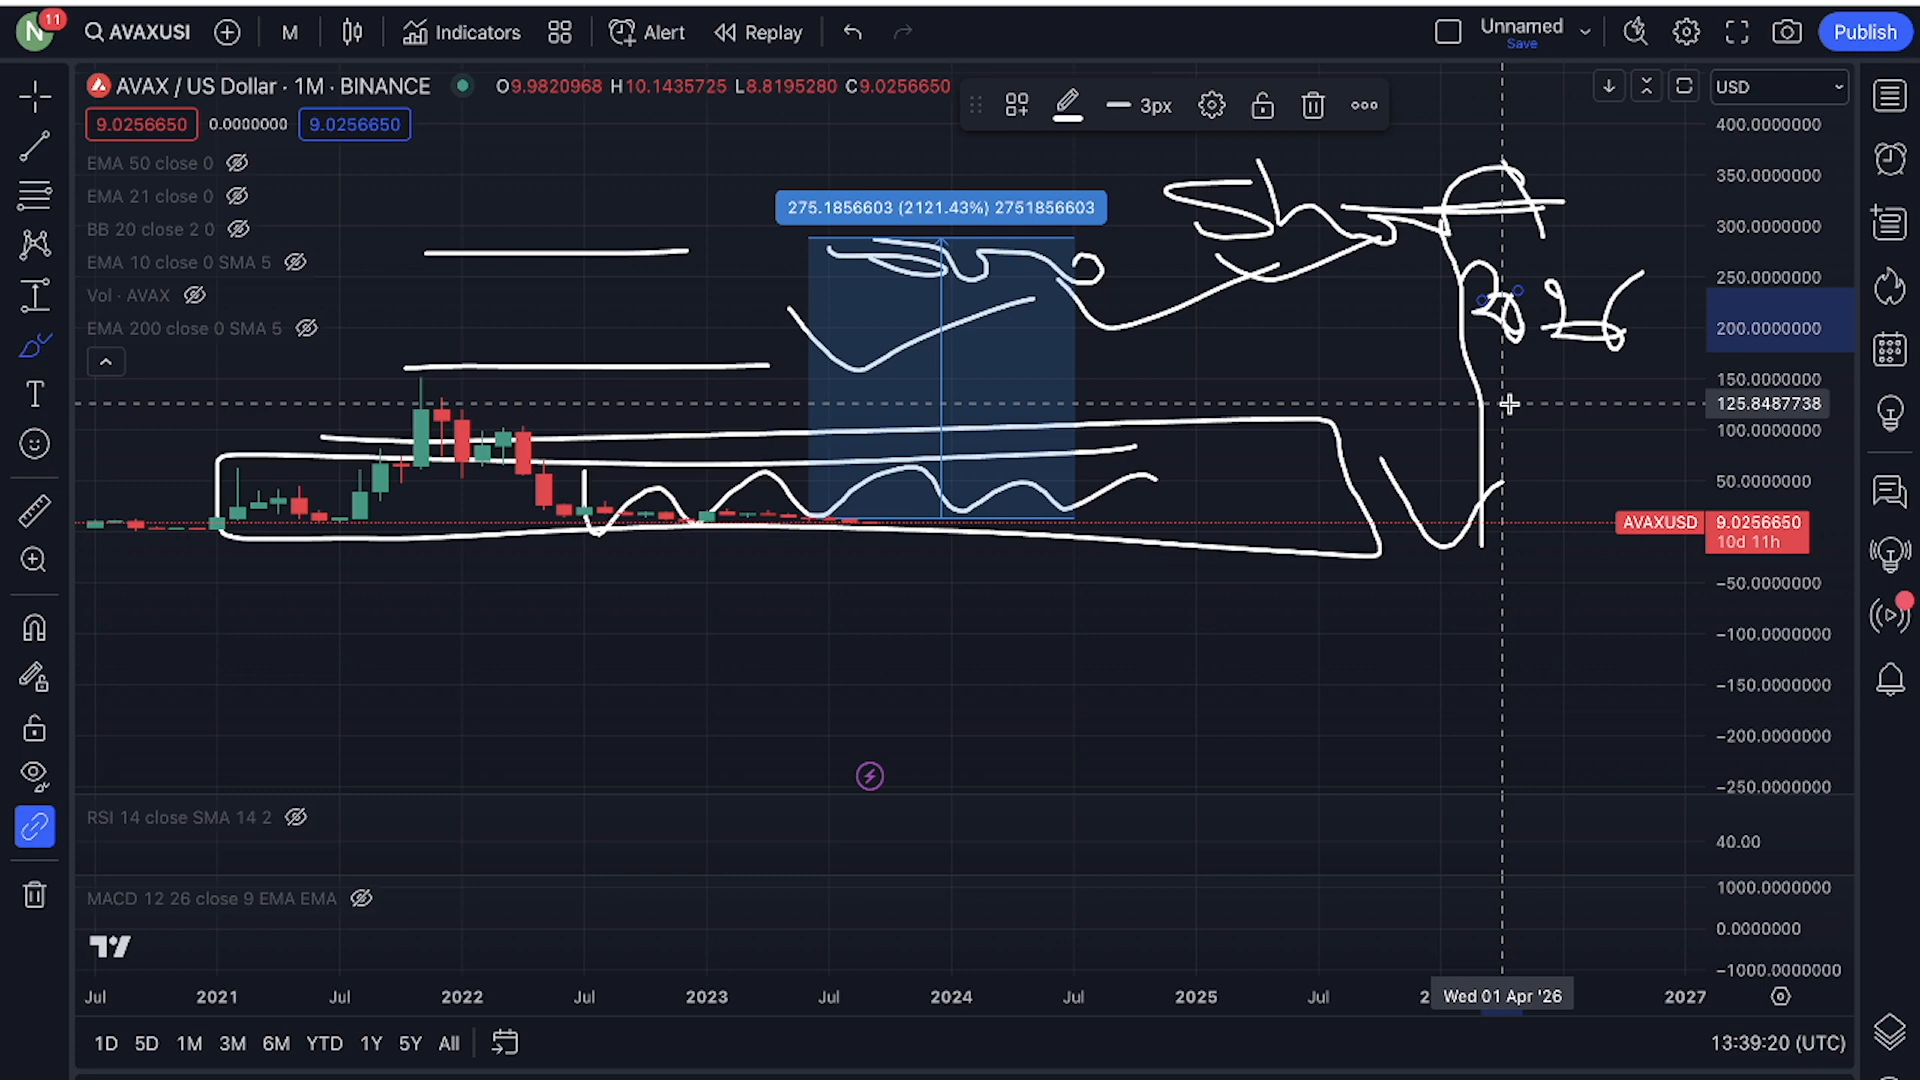 N 11 AVAXUSI M Indicators Alert Replay Unnamed Save Publish
AVAX / US Dollar · 1M · BINANCE O9.9820968 H10.1435725 L8.8195280 C9.0256650 3px USD
9.0256650 0.0000000 9.0256650
EMA 50 close 0
EMA 21 close 0
BB 20 close 2 0
EMA 10 close 0 SMA 5
Vol · AVAX
EMA 200 close 0 SMA 5
275.1856603 (2121.43%) 2751856603
2026
400.0000000
350.0000000
300.0000000
250.0000000
200.0000000
150.0000000
125.8487738
100.0000000
50.0000000
AVAXUSD 9.0256650
10d 11h
−50.0000000
−100.0000000
−150.0000000
−200.0000000
−250.0000000
RSI 14 close SMA 14 2
40.00
MACD 12 26 close 9 EMA EMA
1000.0000000
0.0000000
−1000.0000000
Jul 2021 Jul 2022 Jul 2023 Jul 2024 Jul 2025 Jul 2 Wed 01 Apr '26 2027
1D 5D 1M 3M 6M YTD 1Y 5Y All 13:39:20 (UTC)